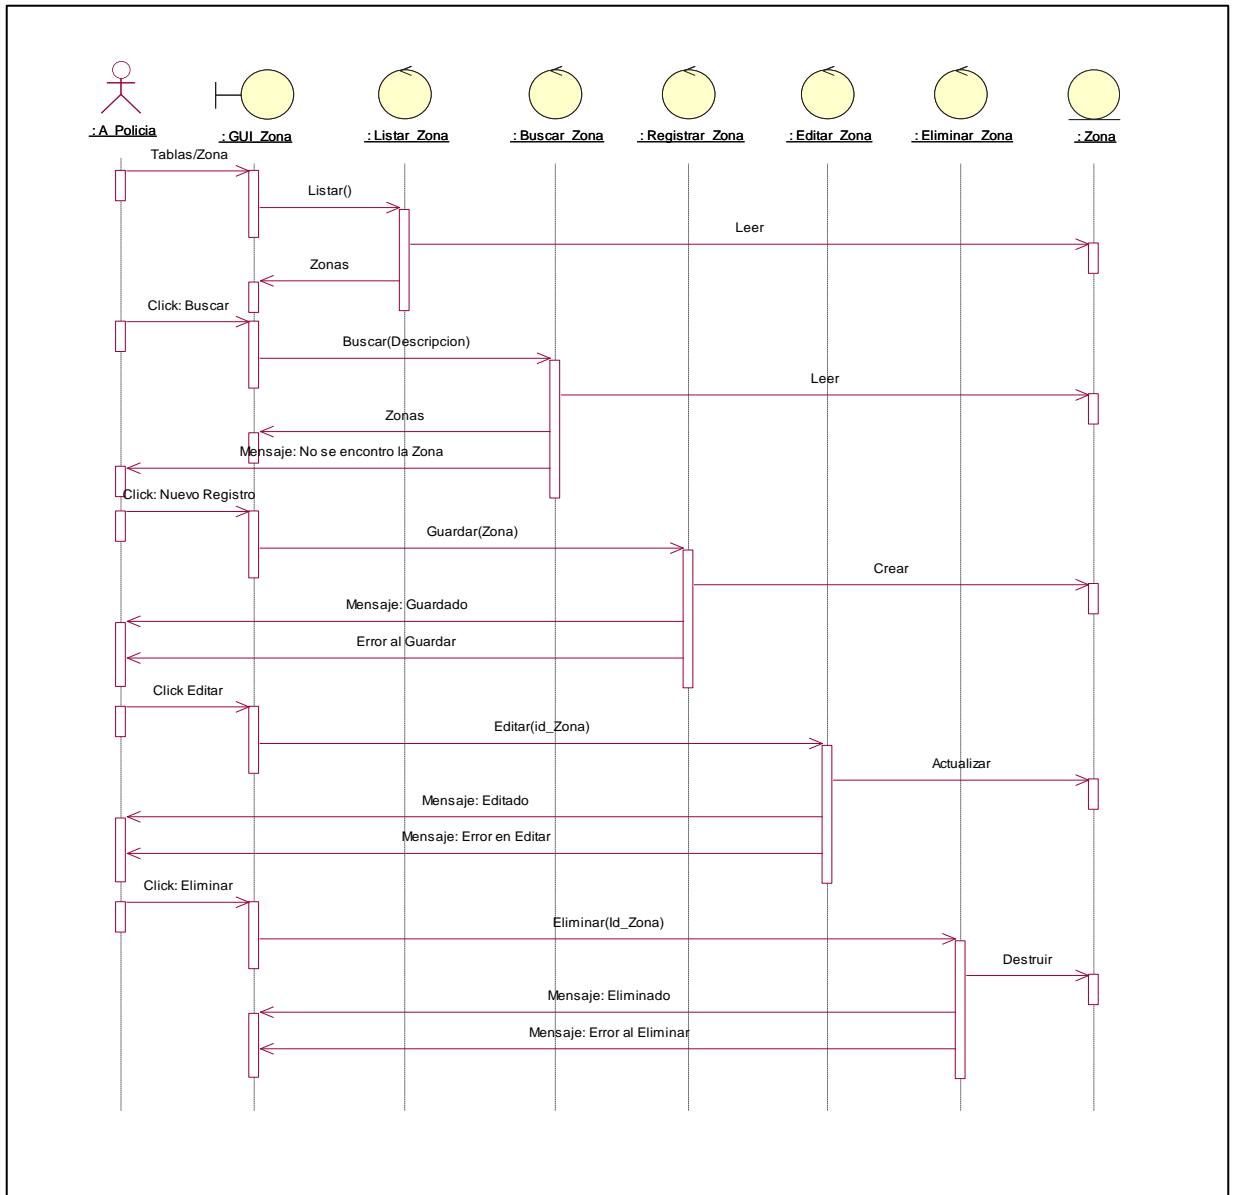 : A_Policia
: GUI_Zona
: Listar_Zona
: Buscar_Zona
: Registrar_Zona
: Editar_Zona
: Eliminar_Zona
: Zona
Tablas/Zona
Listar()
Leer
Zonas
Click: Buscar
Buscar(Descripcion)
Leer
Zonas
Mensaje: No se encontro la Zona
Click: Nuevo Registro
Guardar(Zona)
Crear
Mensaje: Guardado
Error al Guardar
Click Editar
Editar(id_Zona)
Actualizar
Mensaje: Editado
Mensaje: Error en Editar
Click: Eliminar
Eliminar(Id_Zona)
Destruir
Mensaje: Eliminado
Mensaje: Error al Eliminar